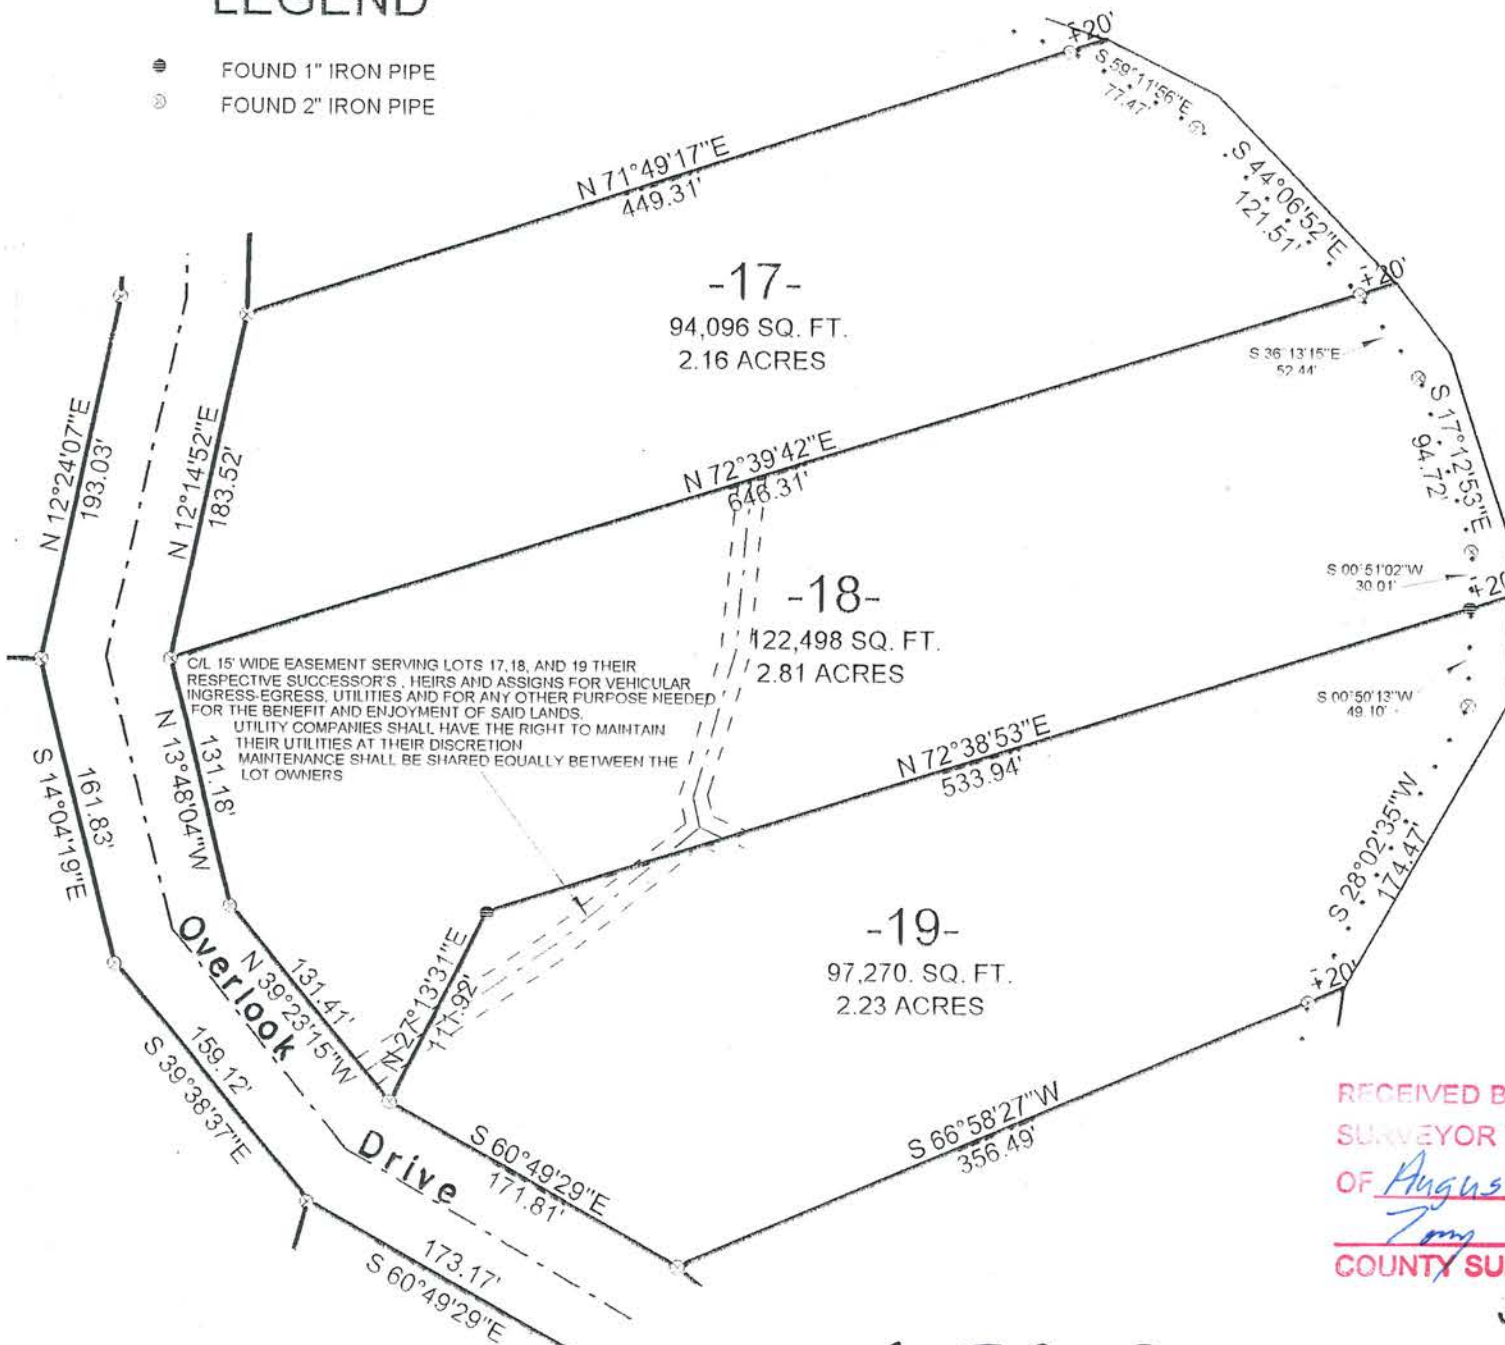 LEGEND
FOUND 1" IRON PIPE
FOUND 2" IRON PIPE
+20'
S 59°11'56"E
77.47'
N 71°49'17"E
449.31'
S 44°06'52"E
121.51'
+20'
-17-
94,096 SQ. FT.
2.16 ACRES
S 36°13'15"E
52.44'
N 12°24'07"E
193.03'
N 12°14'52"E
183.52'
N 72°39'42"E
646.31'
S 17°12'53"E
94.72'
S 00°51'02"W
30.01'
+20
-18-
122,498 SQ. FT.
2.81 ACRES
C/L 15' WIDE EASEMENT SERVING LOTS 17,18, AND 19 THEIR
RESPECTIVE SUCCESSOR'S , HEIRS AND ASSIGNS FOR VEHICULAR
INGRESS-EGRESS, UTILITIES AND FOR ANY OTHER PURPOSE NEEDED
FOR THE BENEFIT AND ENJOYMENT OF SAID LANDS.
UTILITY COMPANIES SHALL HAVE THE RIGHT TO MAINTAIN
THEIR UTILITIES AT THEIR DISCRETION
MAINTENANCE SHALL BE SHARED EQUALLY BETWEEN THE
LOT OWNERS
S 00°50'13"W
49.10'
161.83'
S 14°04'19"E
131.18'
N 13°48'04"W
N 72°38'53"E
533.94'
S 28°02'35"W
174.47'
-19-
97,270. SQ. FT.
2.23 ACRES
+20'
N 27°13'31"E
111.92'
131.41'
N 39°23'15"W
Overlook
Drive
159.12'
S 39°38'37"E
S 66°58'27"W
356.49'
S 60°49'29"E
171.81'
173.17'
S 60°49'29"E
RECEIVED B
SURVEYOR
OF Augus
Tony
COUNTY SU